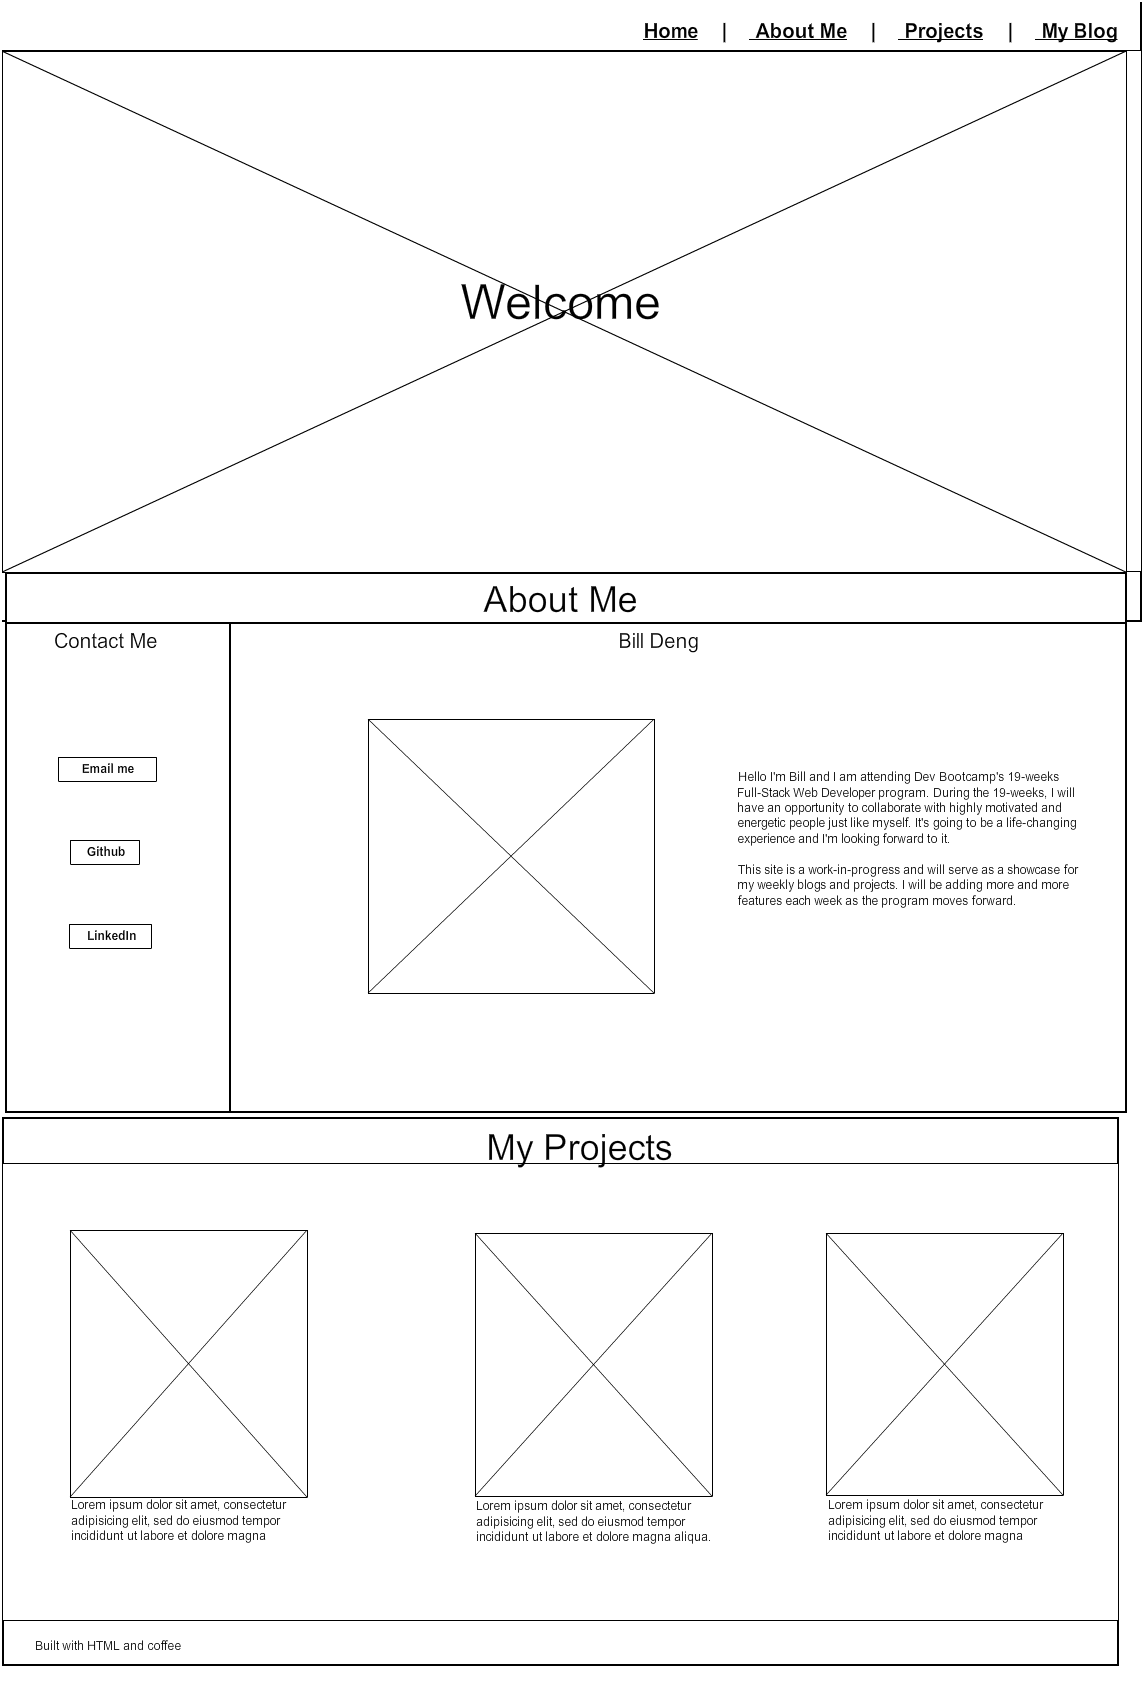 Home | About Me | Projects | My Blog
Welcome
About Me
Contact Me
Bill Deng
Email me
Github
LinkedIn
Hello I'm Bill and I am attending Dev Bootcamp's 19-weeks
Full-Stack Web Developer program. During the 19-weeks, I will
have an opportunity to collaborate with highly motivated and
energetic people just like myself. It's going to be a life-changing
experience and I'm looking forward to it.
This site is a work-in-progress and will serve as a showcase for
my weekly blogs and projects. I will be adding more and more
features each week as the program moves forward.
My Projects
Lorem ipsum dolor sit amet, consectetur
adipisicing elit, sed do eiusmod tempor
incididunt ut labore et dolore magna
Lorem ipsum dolor sit amet, consectetur
adipisicing elit, sed do eiusmod tempor
incididunt ut labore et dolore magna aliqua.
Lorem ipsum dolor sit amet, consectetur
adipisicing elit, sed do eiusmod tempor
incididunt ut labore et dolore magna
Built with HTML and coffee